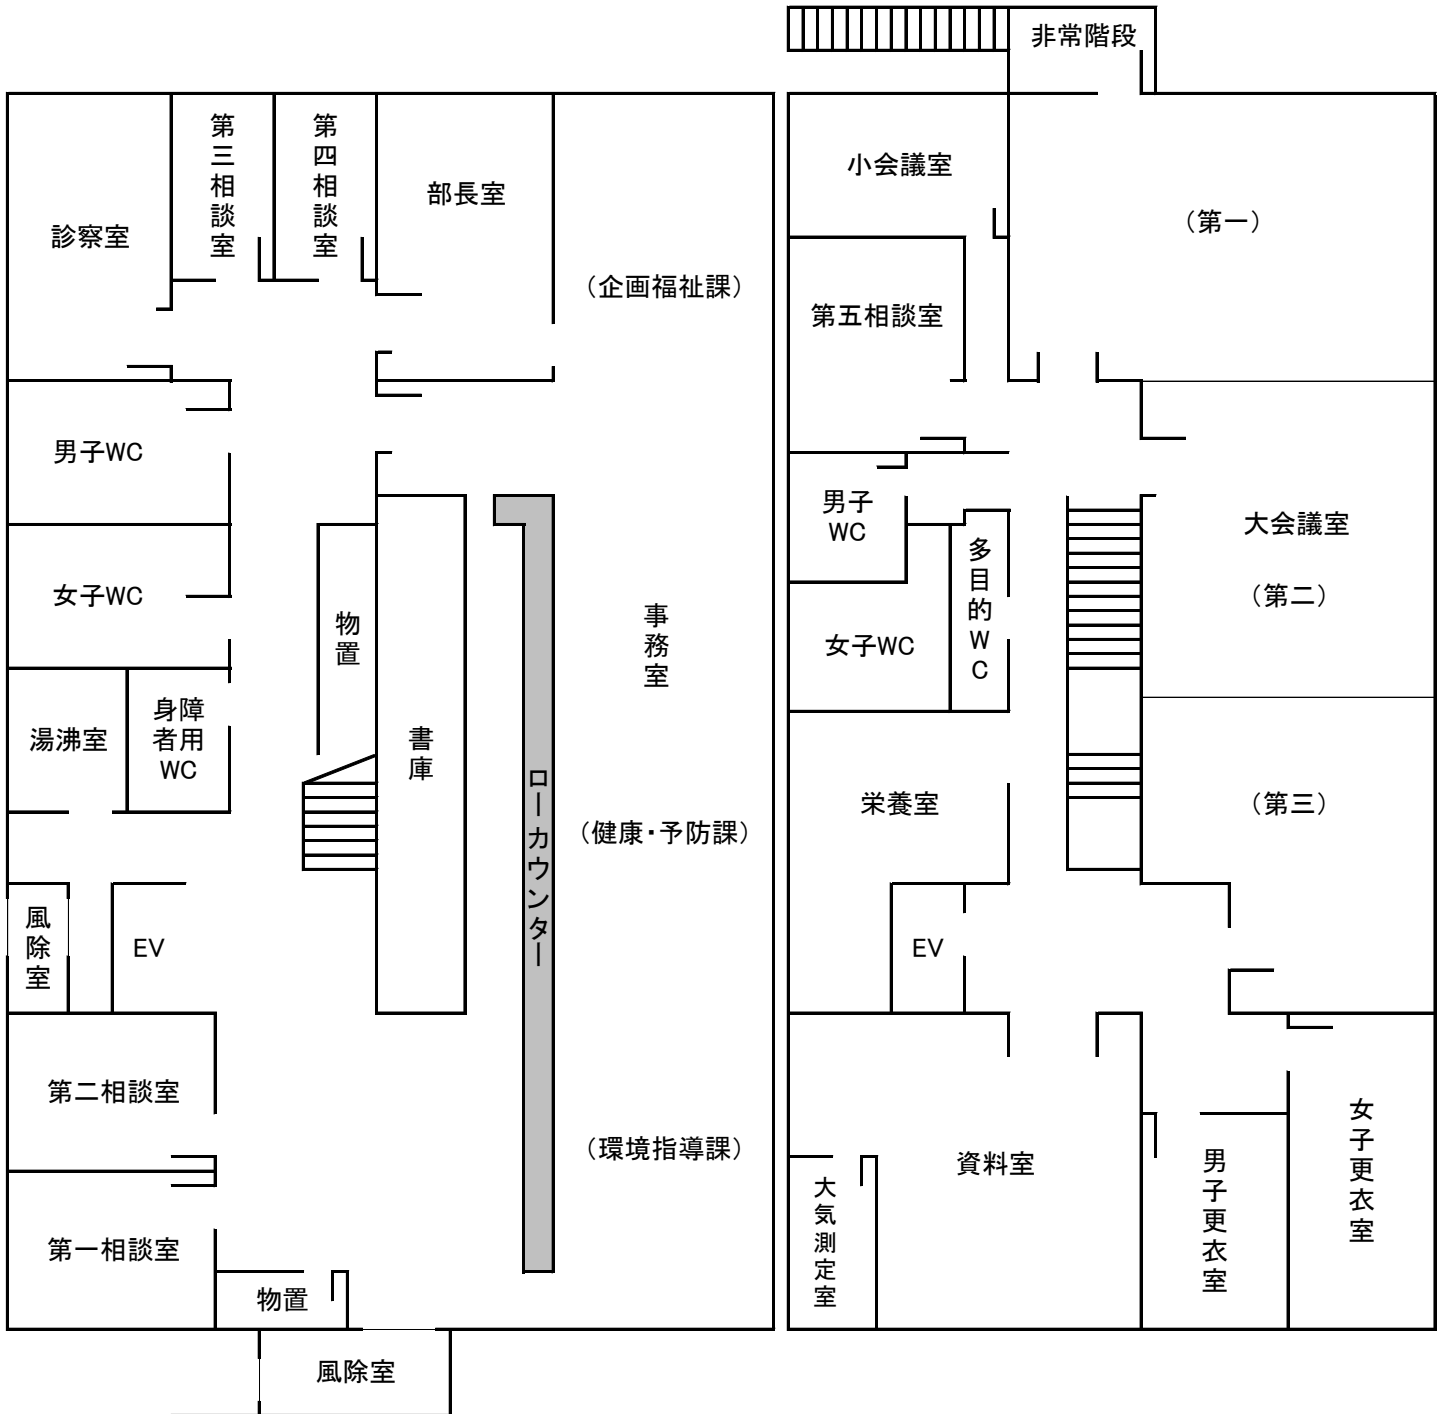 診察室
第三相談室
第四相談室
部長室
(企画福祉課)
男子WC
女子WC
物置
事務室
湯沸室
身障
者用
WC
書庫
ローカウンター
(健康・予防課)
風除室
EV
第二相談室
(環境指導課)
第一相談室
物置
風除室
非常階段
小会議室
(第一)
第五相談室
男子
WC
多目的WC
大会議室
(第二)
女子WC
栄養室
(第三)
EV
資料室
大気測定室
男子更衣室
女子更衣室